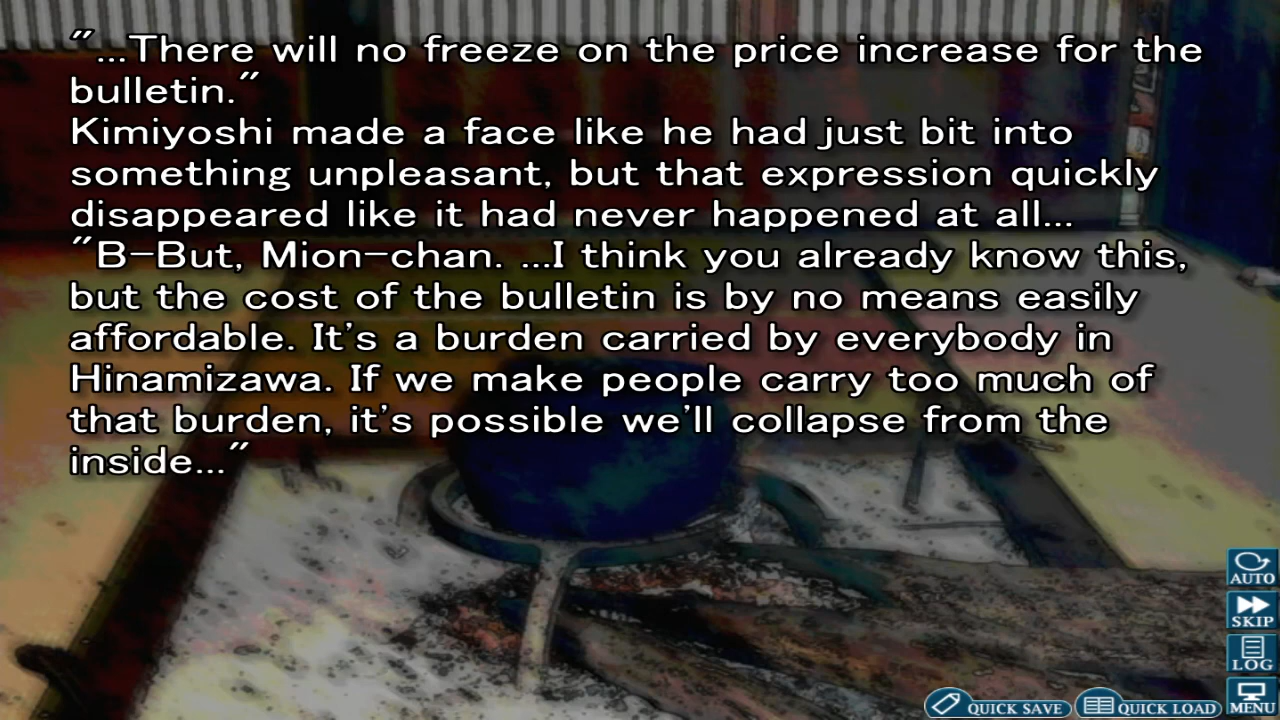 "...There will no freeze on the price increase for the
bulletin."
Kimiyoshi made a face like he had just bit into
something unpleasant, but that expression quickly
disappeared like it had never happened at all...
"B-But, Mion-chan. ...I think you already know this,
but the cost of the bulletin is by no means easily
affordable. It's a burden carried by everybody in
Hinamizawa. If we make people carry too much of
that burden, it's possible we'll collapse from the
inside..."
AUTO
SKIP
LOG
QUICK SAVE QUICK LOAD MENU